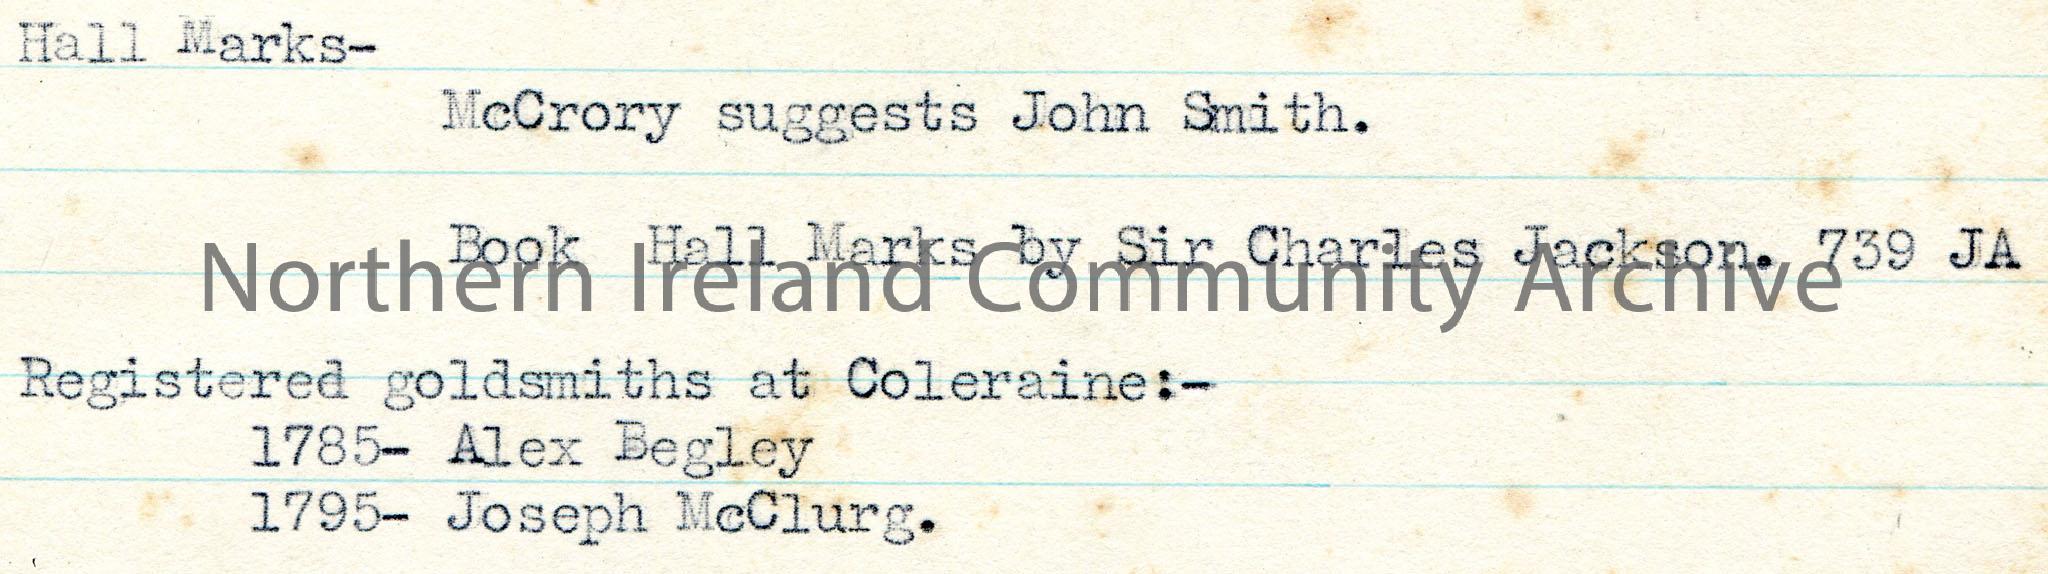 Hall Marks-
McCrory suggests John Smith.
Book Hall Marks by Sir Charles Jackson. 739 JA
Northern Ireland Community Archive
Registered goldsmiths at Coleraine:-
1785- Alex Begley
1795- Joseph McClurg.